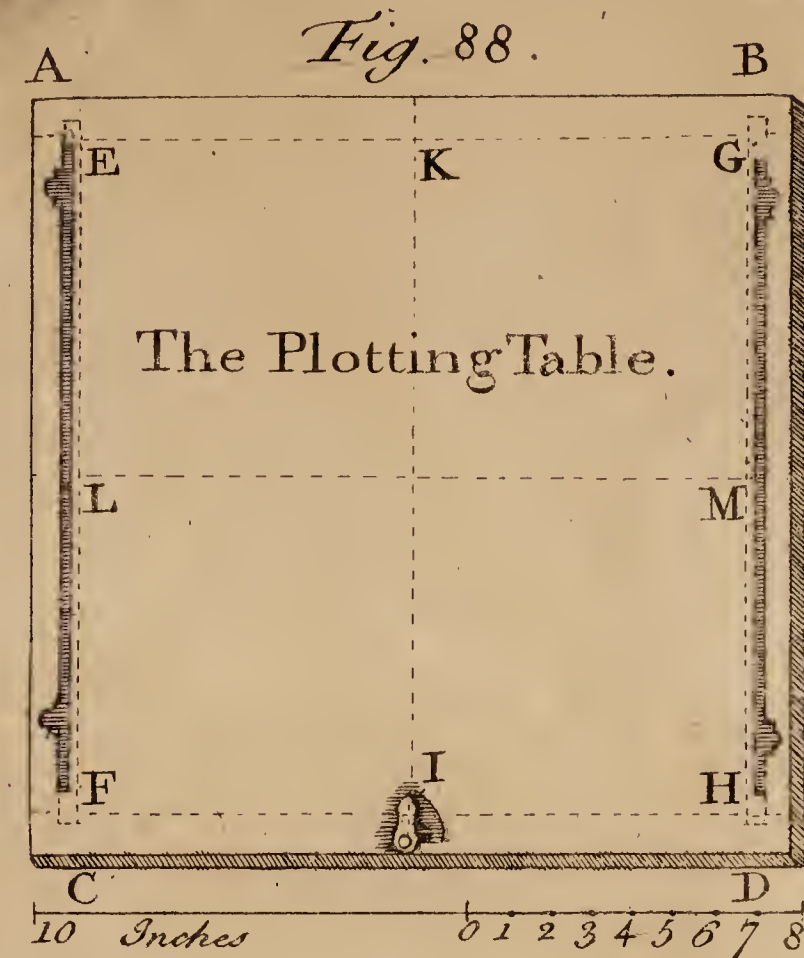 Fig. 88.
A B
E K G
The Plotting Table.
L M
I
F H
C D
10 Inches 0 1 2 3 4 5 6 7 8